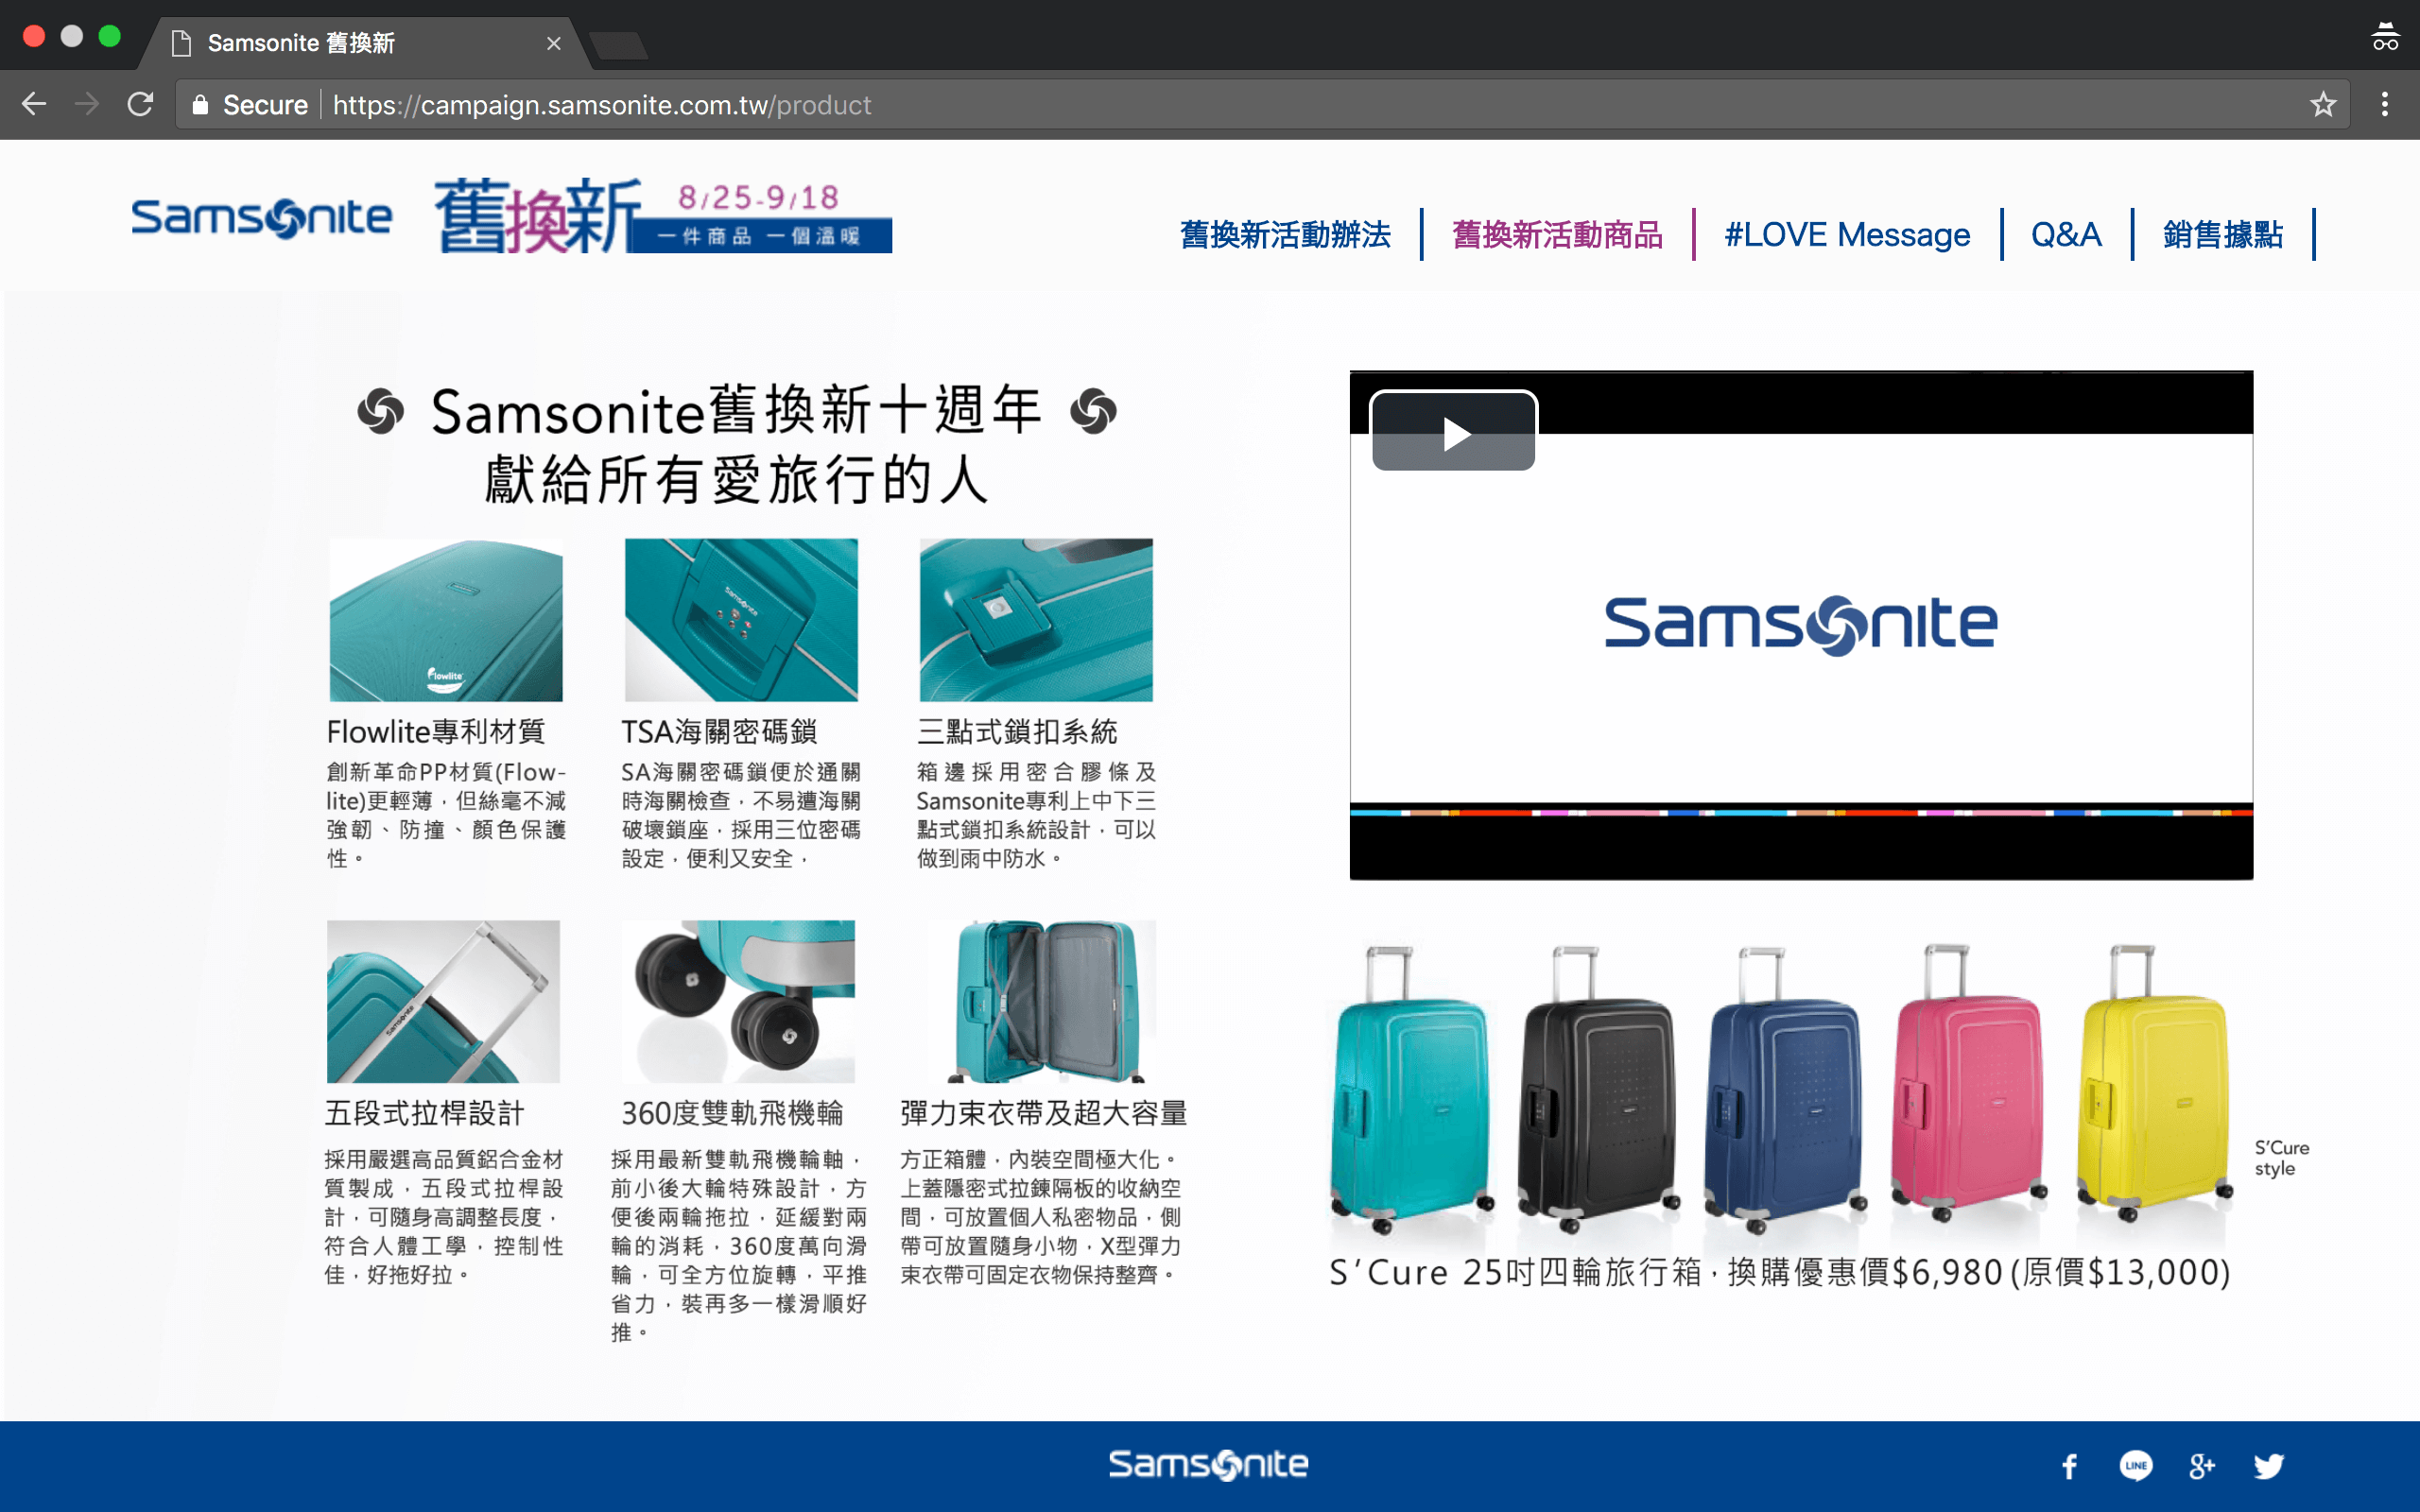 Samsonite 舊換新
Secure
https://campaign.samsonite.com.tw/product
Samsonite
舊換新
8/25-9/18
一件商品 一個溫暖
舊換新活動辦法
舊換新活動商品
#LOVE Message
Q&A
銷售據點
Samsonite舊換新十週年
獻給所有愛旅行的人
Flowlite
Samsonite
Flowlite專利材質
創新革命PP材質(Flow-
lite)更輕薄，但絲毫不減
強韌、防撞、顏色保護
性。
TSA海關密碼鎖
SA海關密碼鎖便於通關
時海關檢查，不易遭海關
破壞鎖座，採用三位密碼
設定，便利又安全，
三點式鎖扣系統
箱邊採用密合膠條及
Samsonite專利上中下三
點式鎖扣系統設計，可以
做到雨中防水。
Samsonite
五段式拉桿設計
採用嚴選高品質鋁合金材
質製成，五段式拉桿設
計，可隨身高調整長度，
符合人體工學，控制性
佳，好拖好拉。
360度雙軌飛機輪
採用最新雙軌飛機輪軸，
前小後大輪特殊設計，方
便後兩輪拖拉，延緩對兩
輪的消耗，360度萬向滑
輪，可全方位旋轉，平推
省力，裝再多一樣滑順好
推。
彈力束衣帶及超大容量
方正箱體，內裝空間極大化。
上蓋隱密式拉鍊隔板的收納空
間，可放置個人私密物品，側
帶可放置隨身小物，X型彈力
束衣帶可固定衣物保持整齊。
Samsonite
S'Cure
style
S'Cure 25吋四輪旅行箱，換購優惠價$6,980(原價$13,000)
Samsonite
f
LINE
g+